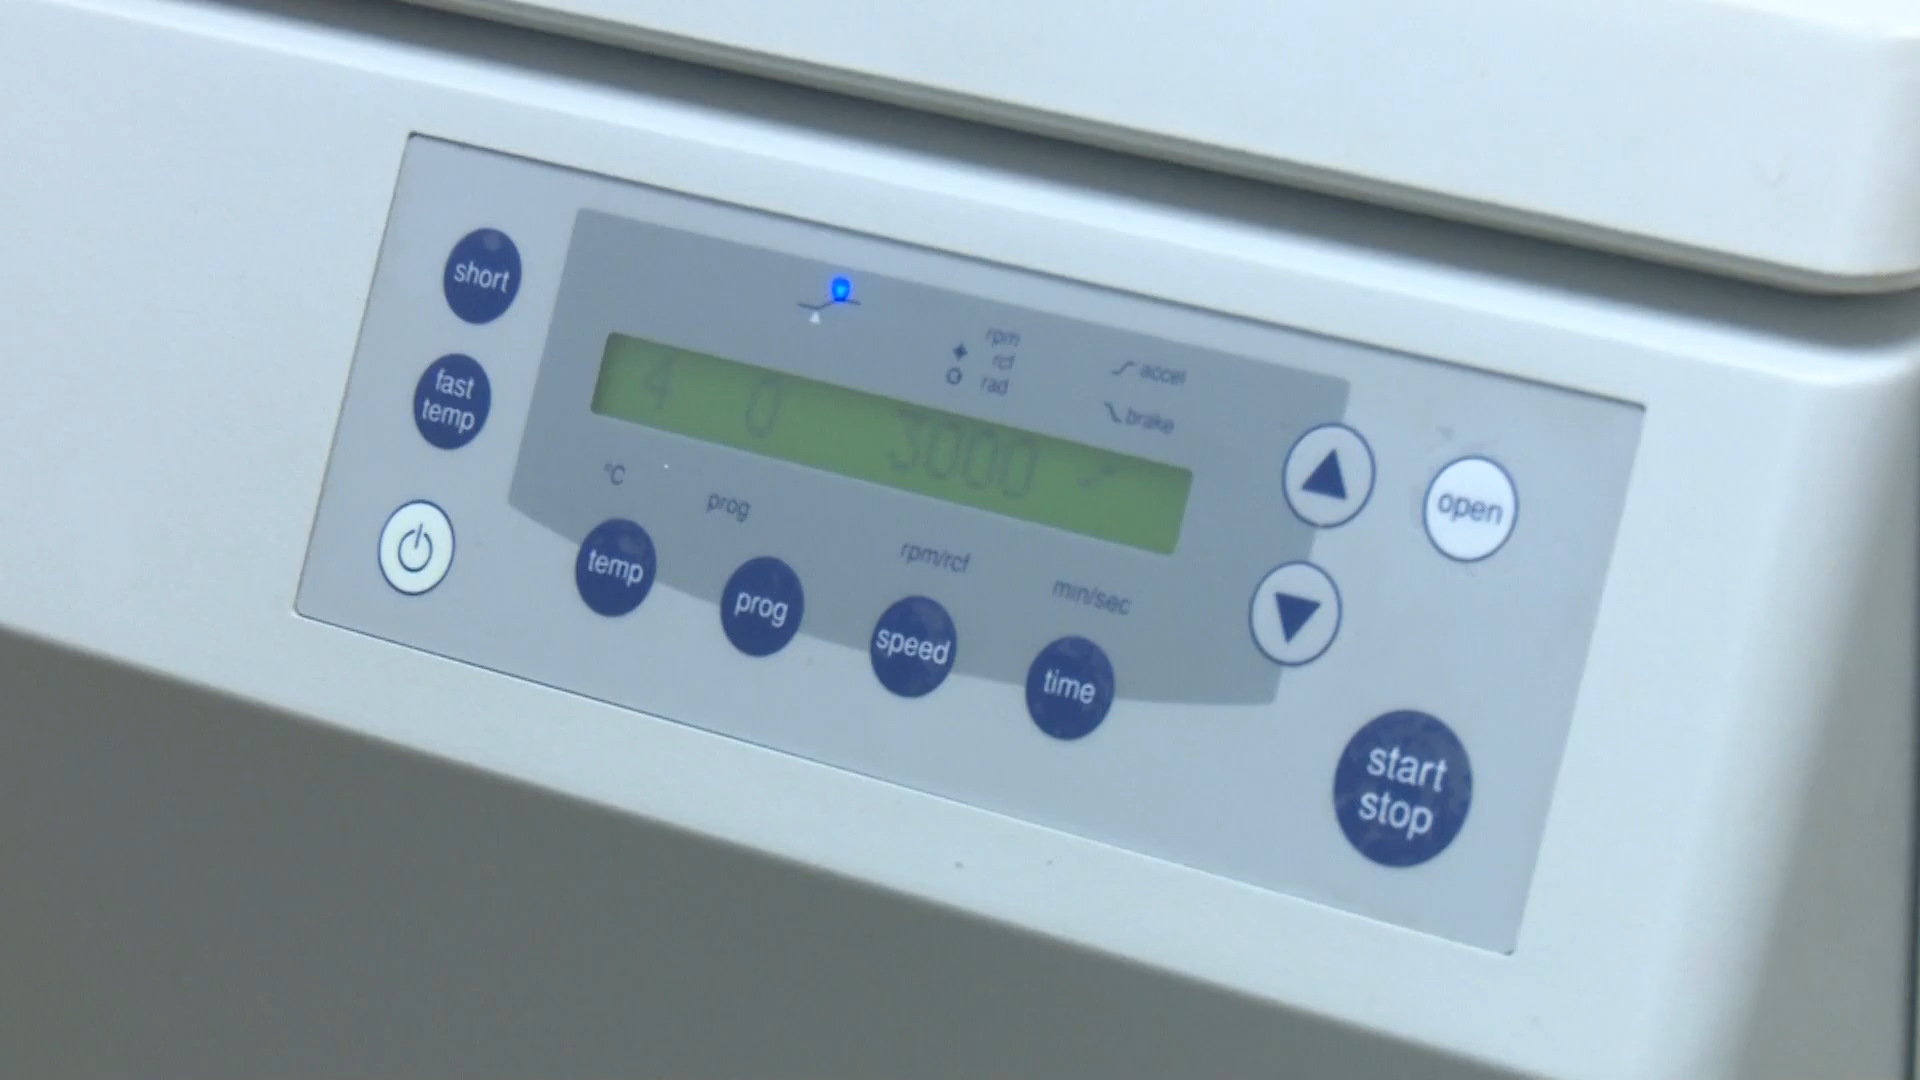 short
fast
temp
rpm
rcf
rad
accel
brake
4 0 3000
°C
prog
rpm/rcf
min/sec
temp
prog
speed
time
open
start
stop